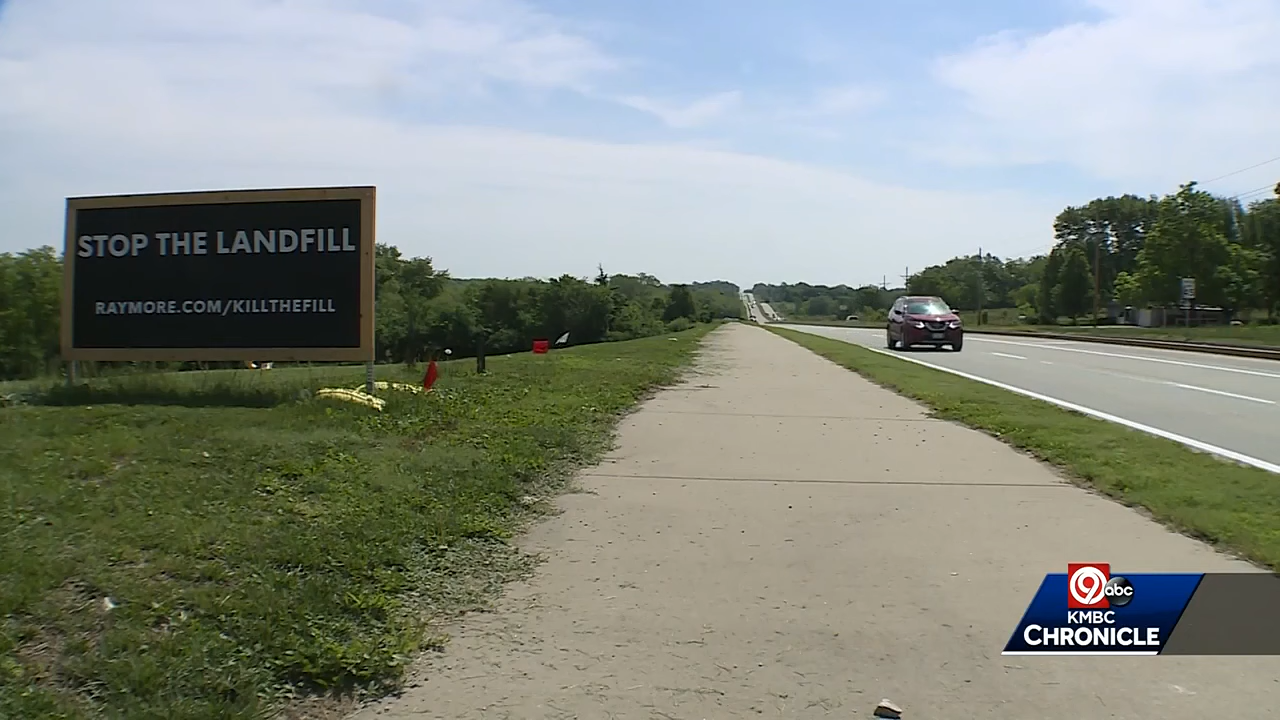 STOP THE LANDFILL
RAYMORE.COM/KILLTHEFILL
9 abc
KMBC
CHRONICLE